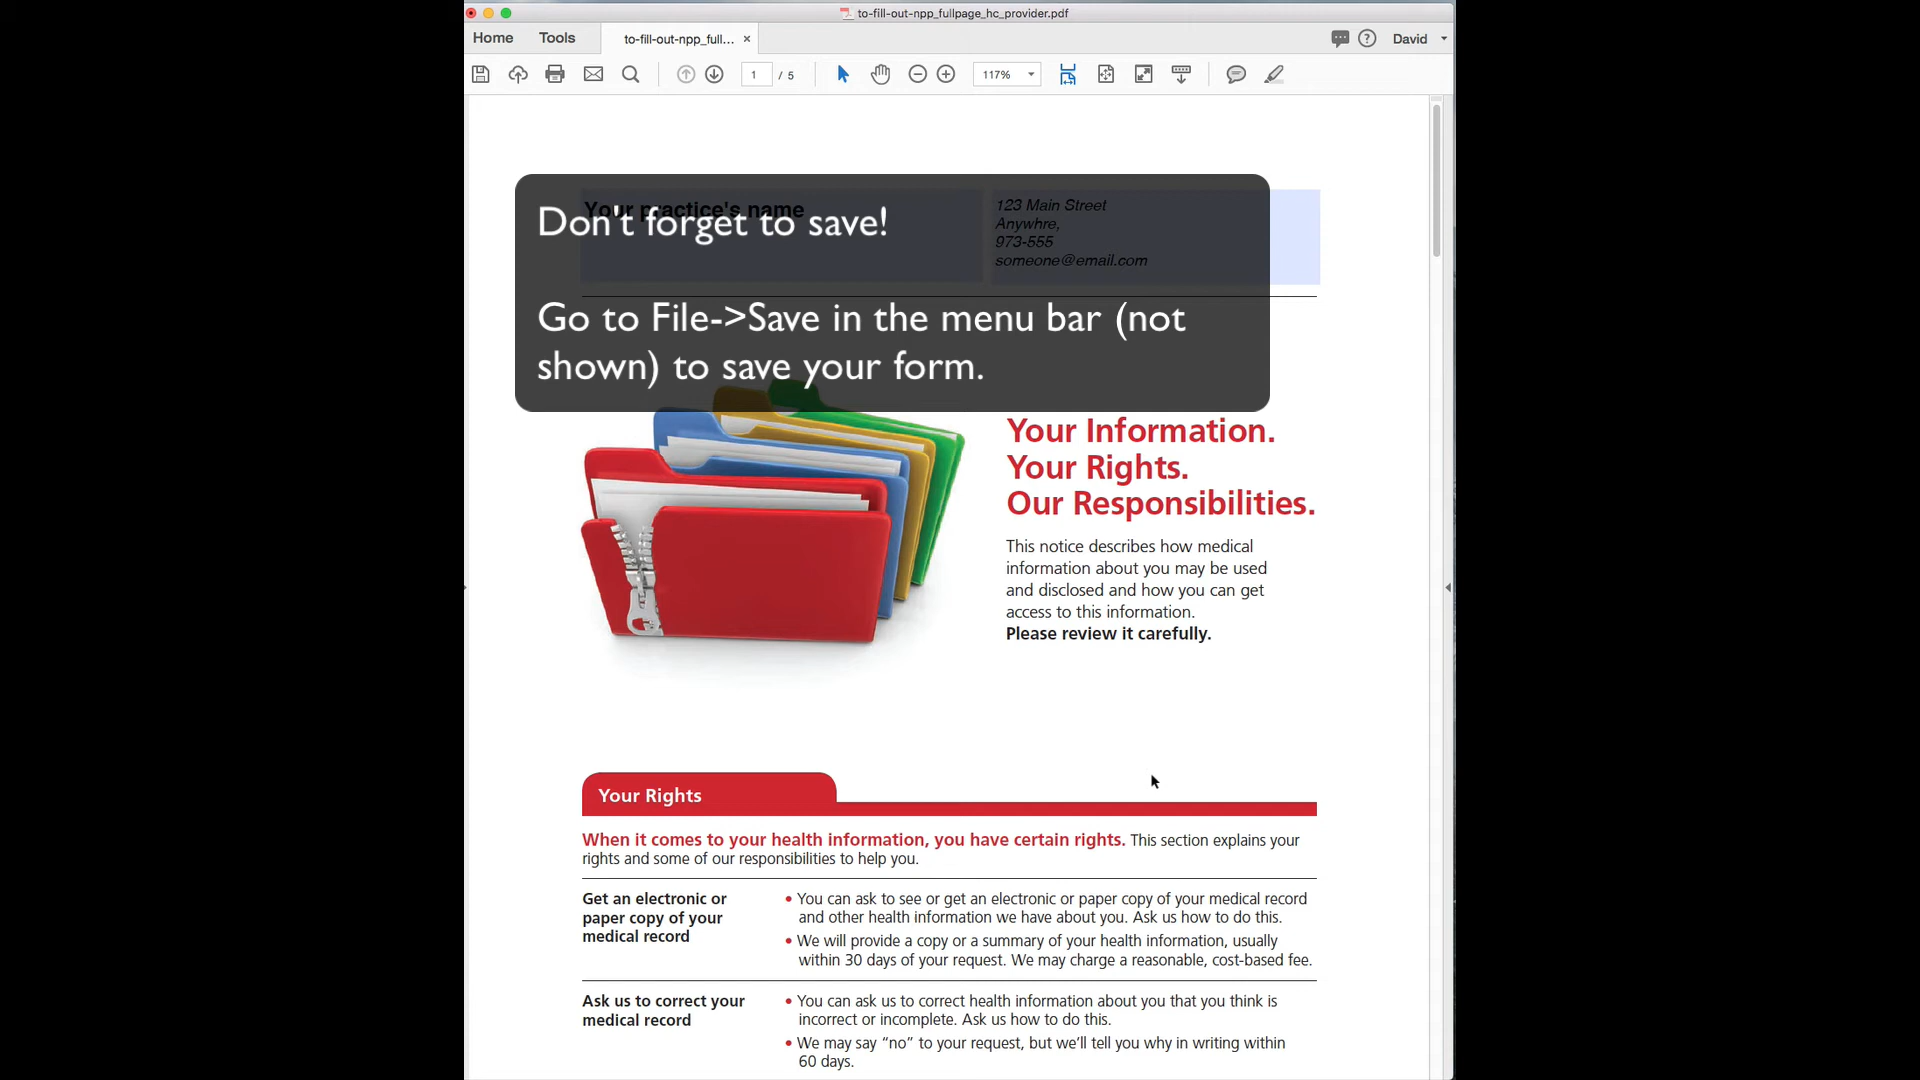 to-fill-out-npp_fullpage_hc_provider.pdf
Home Tools to-fill-out-npp_full... × David
1 / 5 117%
Your practice's name
123 Main Street
Anywhre,
973-555
someone@email.com
Don't forget to save!
Go to File->Save in the menu bar (not
shown) to save your form.
Your Information.
Your Rights.
Our Responsibilities.
This notice describes how medical
information about you may be used
and disclosed and how you can get
access to this information.
Please review it carefully.
Your Rights
When it comes to your health information, you have certain rights. This section explains your
rights and some of our responsibilities to help you.
Get an electronic or
paper copy of your
medical record
• You can ask to see or get an electronic or paper copy of your medical record
and other health information we have about you. Ask us how to do this.
• We will provide a copy or a summary of your health information, usually
within 30 days of your request. We may charge a reasonable, cost-based fee.
Ask us to correct your
medical record
• You can ask us to correct health information about you that you think is
incorrect or incomplete. Ask us how to do this.
• We may say “no” to your request, but we’ll tell you why in writing within
60 days.